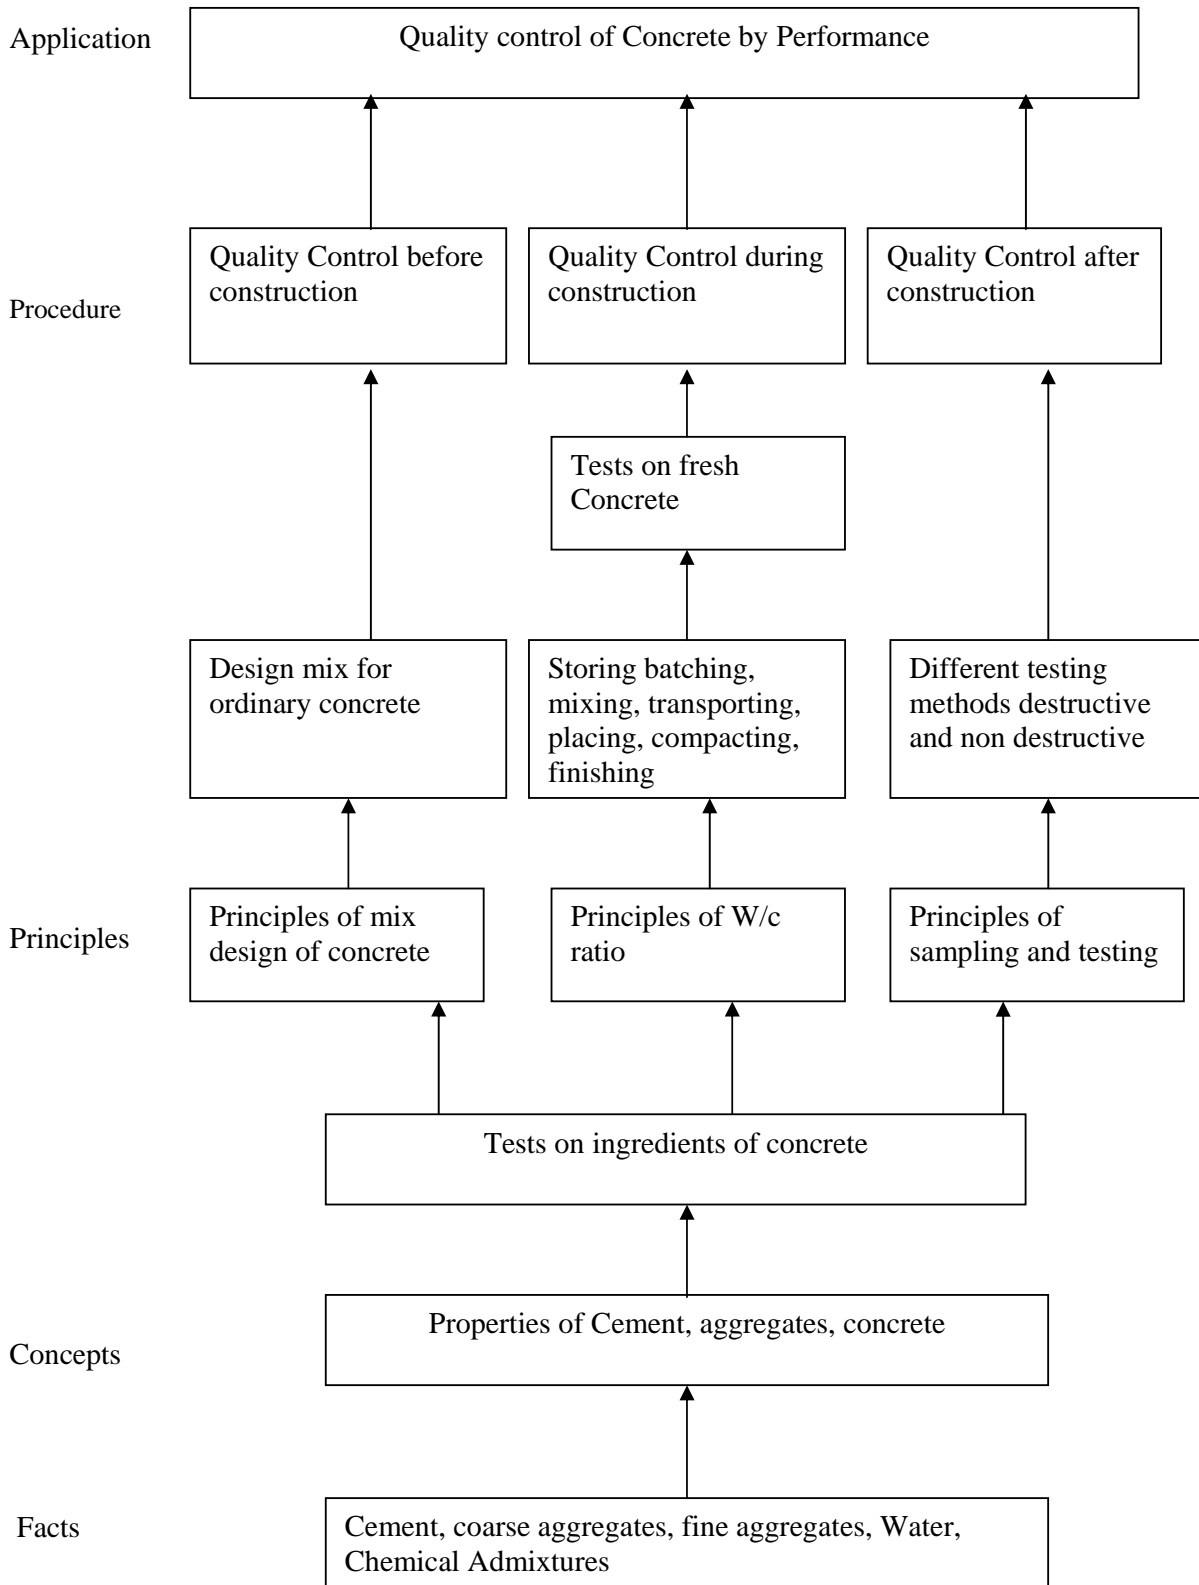 Application
Quality control of Concrete by Performance
Procedure
Quality Control before
construction
Quality Control during
construction
Quality Control after
construction
Tests on fresh
Concrete
Design mix for
ordinary concrete
Storing batching,
mixing, transporting,
placing, compacting,
finishing
Different testing
methods destructive
and non destructive
Principles
Principles of mix
design of concrete
Principles of W/c
ratio
Principles of
sampling and testing
Tests on ingredients of concrete
Concepts
Properties of Cement, aggregates, concrete
Facts
Cement, coarse aggregates, fine aggregates, Water,
Chemical Admixtures